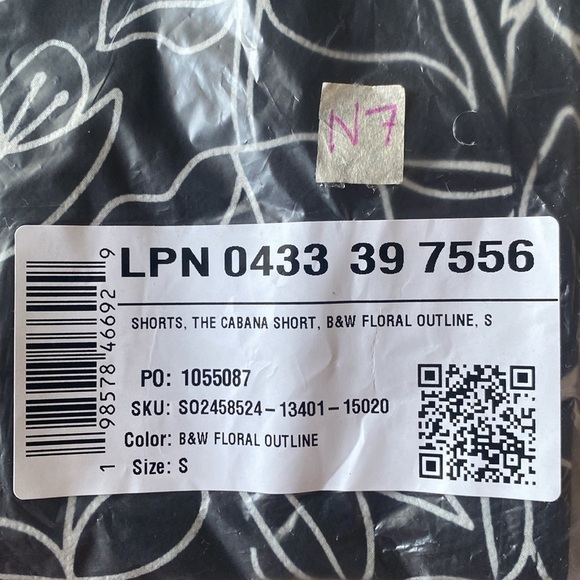 N7
LPN 0433 39 7556
SHORTS, THE CABANA SHORT, B&W FLORAL OUTLINE, S
PO: 1055087
SKU: SO2458524-13401-15020
Color: B&W FLORAL OUTLINE
Size: S
1 98578 46692 9